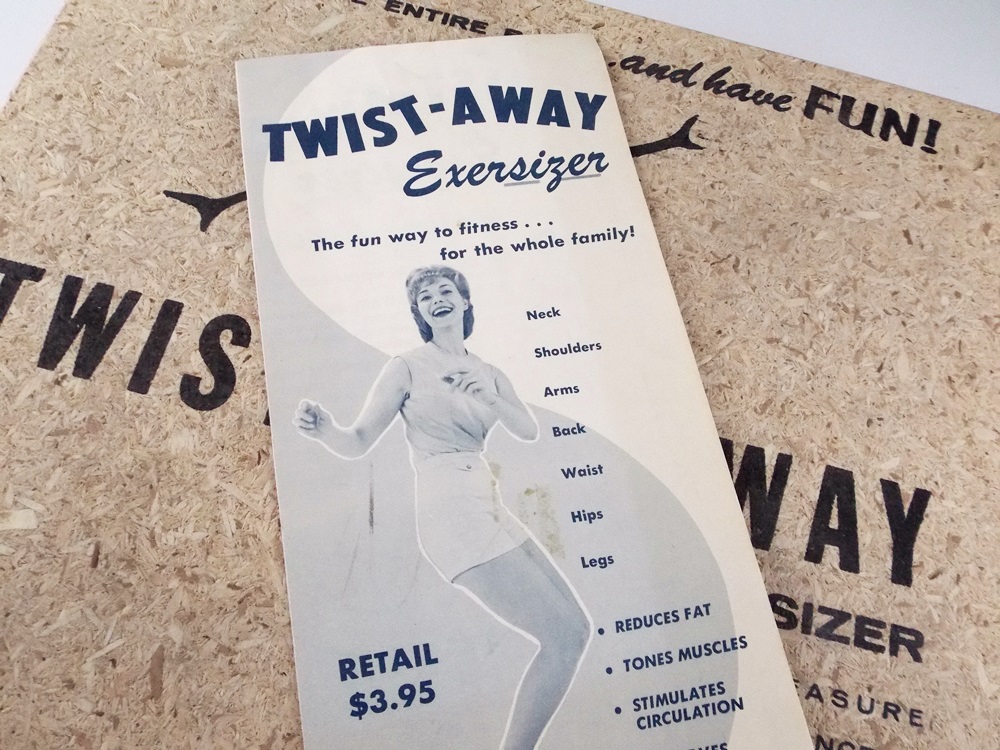 ENTIRE
...and have FUN!
TWIST-AWAY
Exersizer
The fun way to fitness . . .
for the whole family!
Neck
Shoulders
Arms
Back
Waist
Hips
Legs
• REDUCES FAT
• TONES MUSCLES
• STIMULATES
CIRCULATION
RETAIL
$3.95
TWIS
WAY
SIZER
EASURE